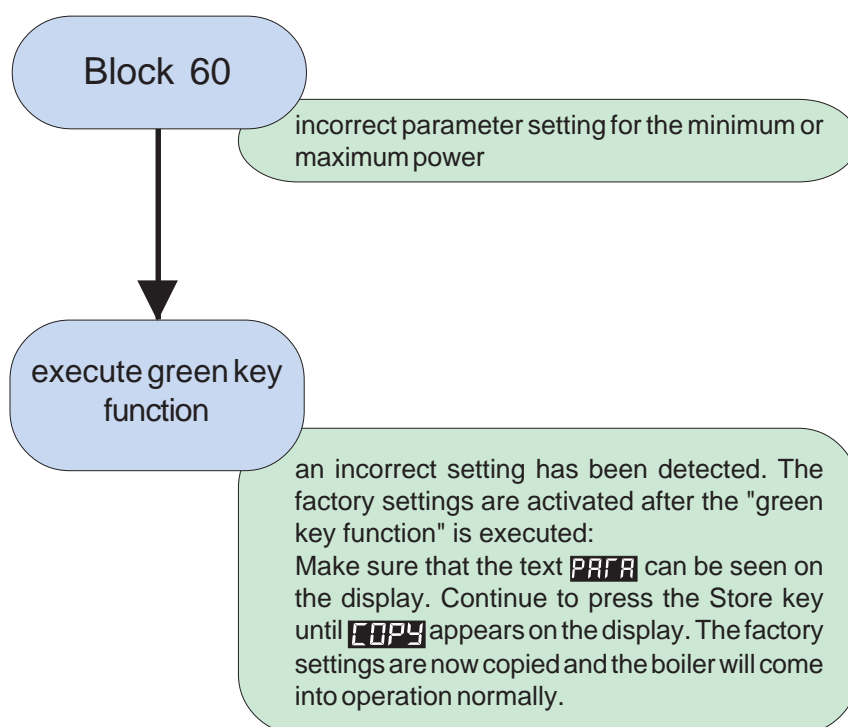 Block 60
incorrect parameter setting for the minimum or
maximum power
execute green key
function
an incorrect setting has been detected. The
factory settings are activated after the "green
key function" is executed:
Make sure that the text PARA can be seen on
the display. Continue to press the Store key
until COPY appears on the display. The factory
settings are now copied and the boiler will come
into operation normally.